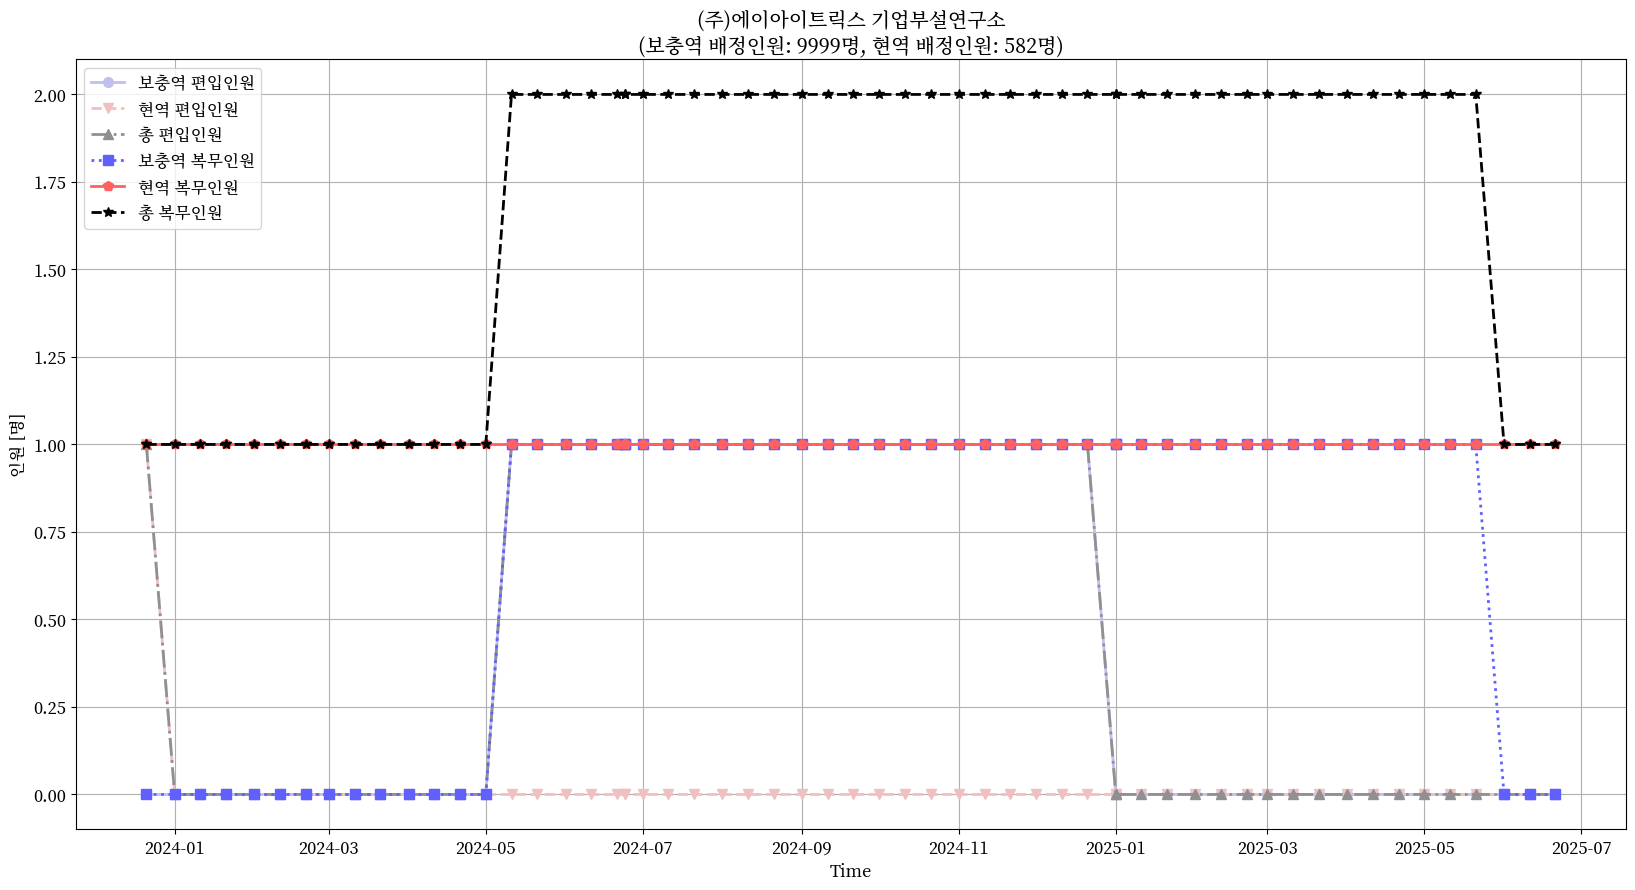 (주)에이아이트릭스 기업부설연구소
(보충역 배정인원: 9999명, 현역 배정인원: 582명)
보충역 편입인원
현역 편입인원
총 편입인원
보충역 복무인원
현역 복무인원
총 복무인원
인원 [명]
2.00
1.75
1.50
1.25
1.00
0.75
0.50
0.25
0.00
2024-01 2024-03 2024-05 2024-07 2024-09 2024-11 2025-01 2025-03 2025-05 2025-07
Time